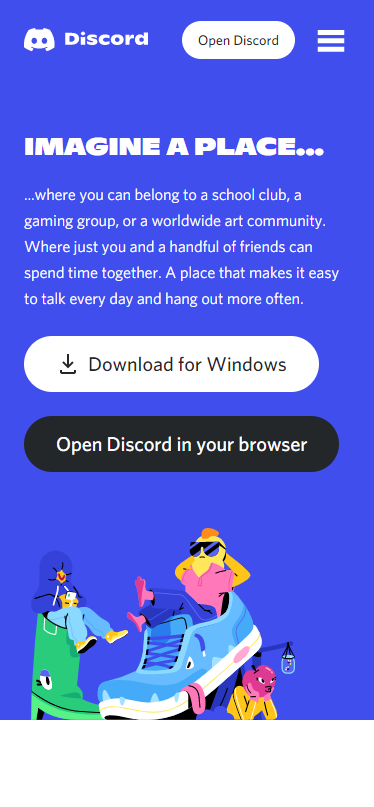 Discord
Open Discord
IMAGINE A PLACE...
...where you can belong to a school club, a
gaming group, or a worldwide art community.
Where just you and a handful of friends can
spend time together. A place that makes it easy
to talk every day and hang out more often.
Download for Windows
Open Discord in your browser